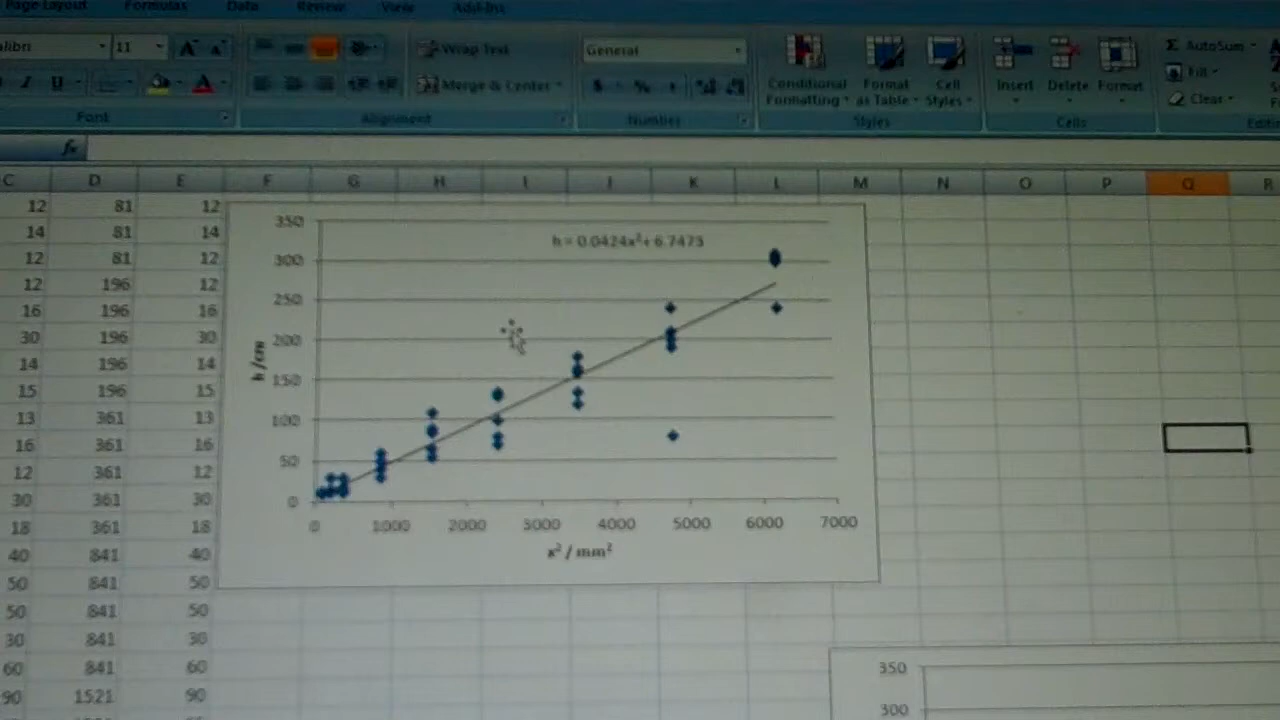 Page Layout Formulas Data Review View Add-Ins
alibri 11 A A Wrap Text General Σ AutoSum
I U A Merge & Center $ % , Conditional Formatting Format as Table Cell Styles Insert Delete Format Fill
Clear
Font Alignment Number Styles Cells Editi
fx
C D E F G H I J K L M N O P Q R
12 81 12
14 81 14
12 81 12
12 196 12
16 196 16
30 196 30
14 196 14
15 196 15
13 361 13
16 361 16
12 361 12
30 361 30
18 361 18
40 841 40
50 841 50
50 841 50
30 841 30
60 841 60
90 1521 90
350
h = 0.0424x²+ 6.7473
300
250
200
150
100
50
0
h /cm
0 1000 2000 3000 4000 5000 6000 7000
x² / mm²
350
300